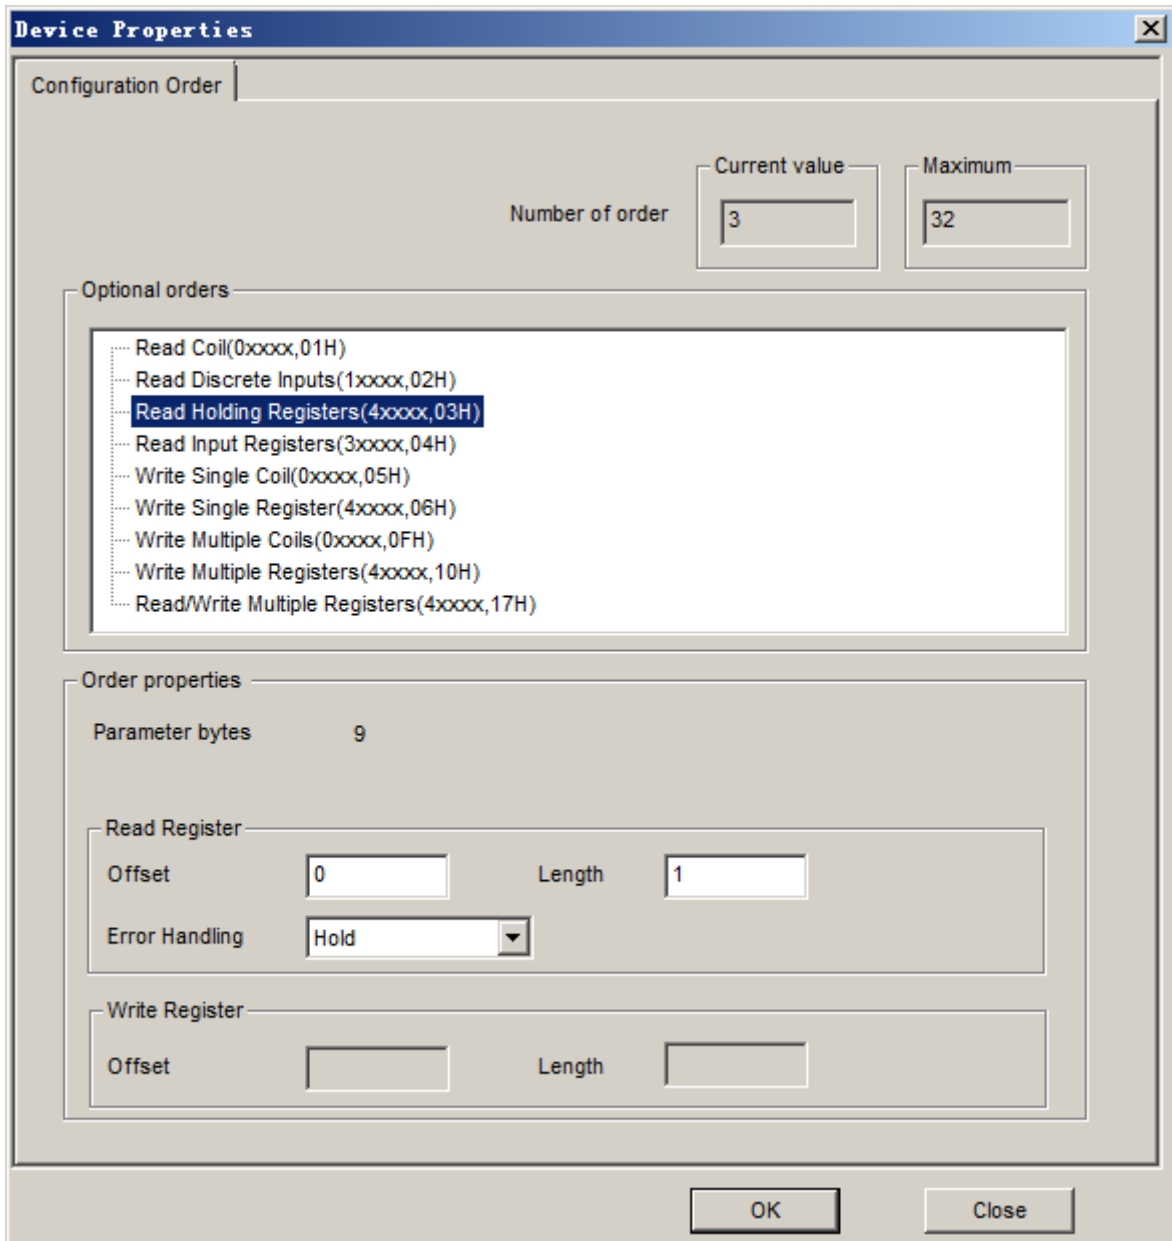 Device Properties
Configuration Order
Current value
Maximum
Number of order
3
32
Optional orders
Read Coil(0xxxx,01H)
Read Discrete Inputs(1xxxx,02H)
Read Holding Registers(4xxxx,03H)
Read Input Registers(3xxxx,04H)
Write Single Coil(0xxxx,05H)
Write Single Register(4xxxx,06H)
Write Multiple Coils(0xxxx,0FH)
Write Multiple Registers(4xxxx,10H)
Read/Write Multiple Registers(4xxxx,17H)
Order properties
Parameter bytes 9
Read Register
Offset 0 Length 1
Error Handling Hold
Write Register
Offset Length
OK Close